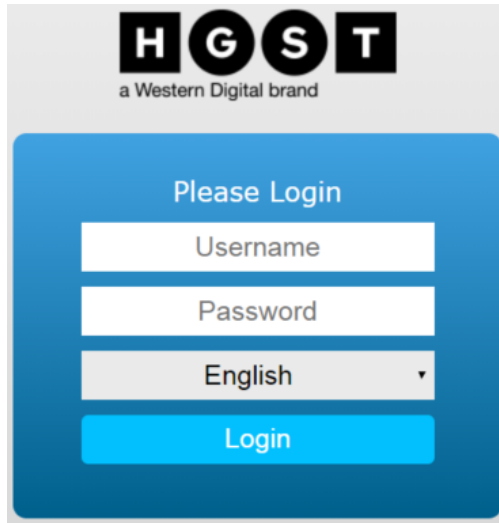 HGST
a Western Digital brand
Please Login
Username
Password
English
Login